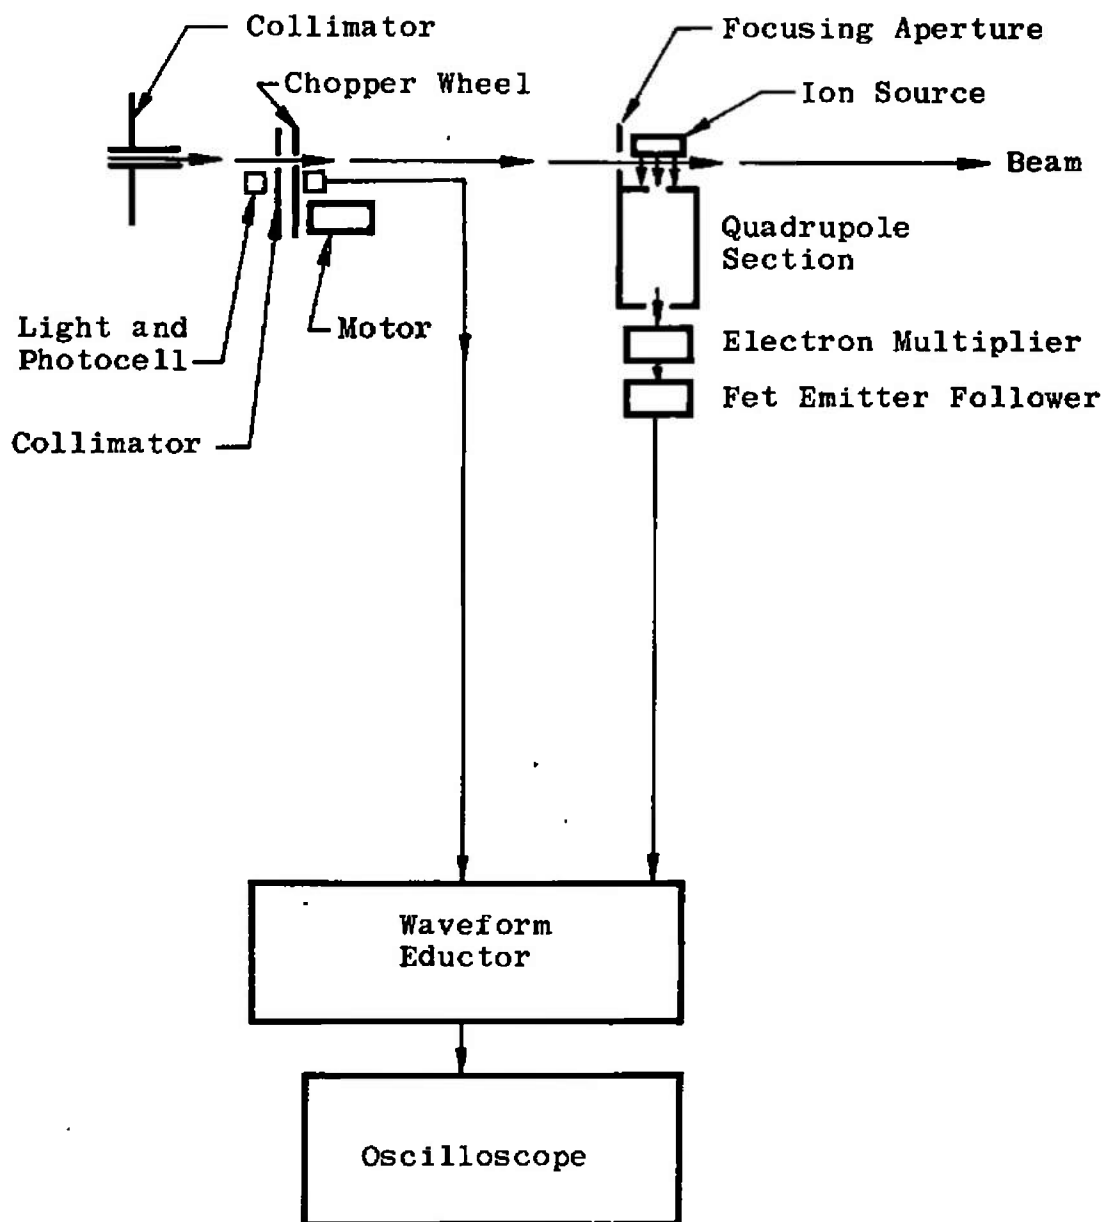 Collimator
Focusing Aperture
Chopper Wheel
Ion Source
Beam
Quadrupole
Section
Light and
Photocell
Motor
Electron Multiplier
Fet Emitter Follower
Collimator
Waveform
Eductor
Oscilloscope